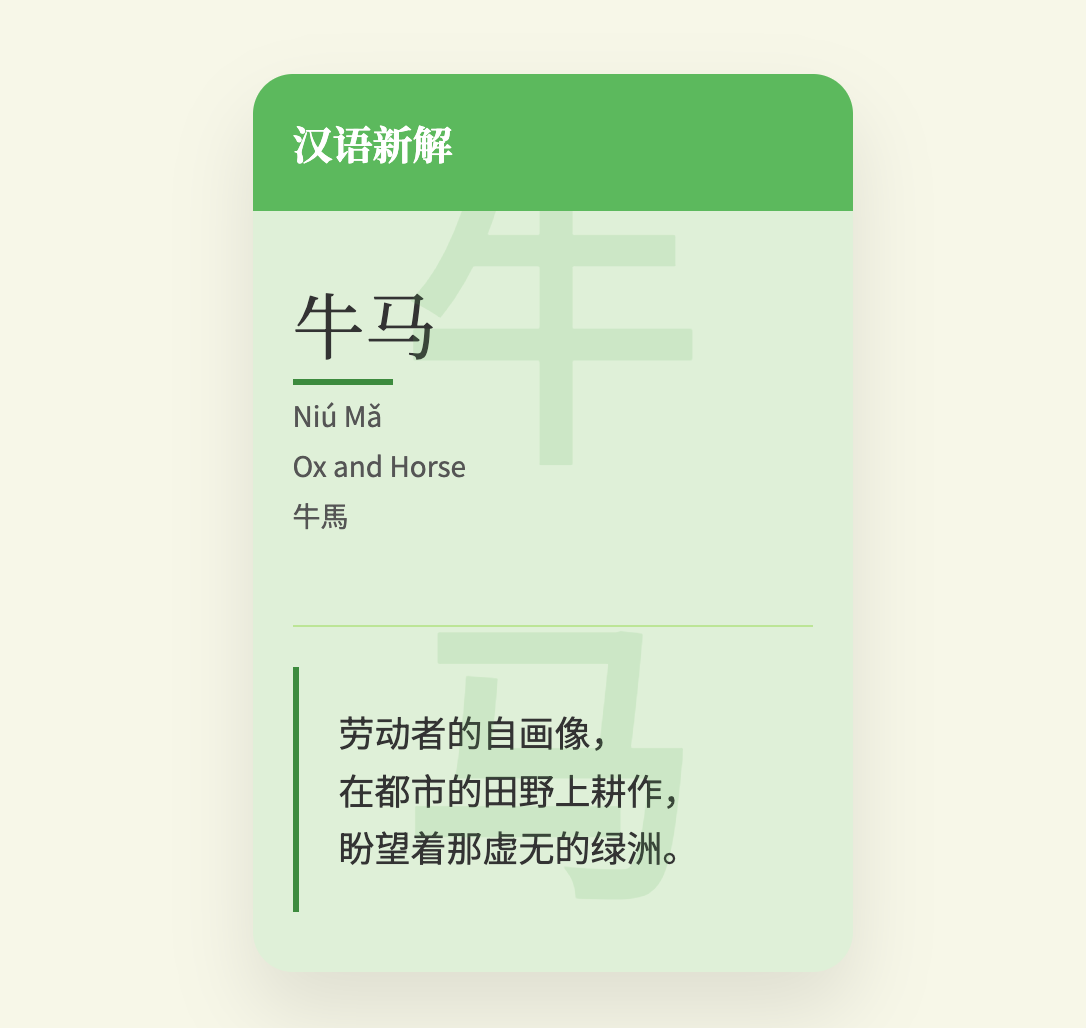 汉语新解
牛马
Niú Mǎ
Ox and Horse
牛馬
劳动者的自画像，
在都市的田野上耕作，
盼望着那虚无的绿洲。
牛
马